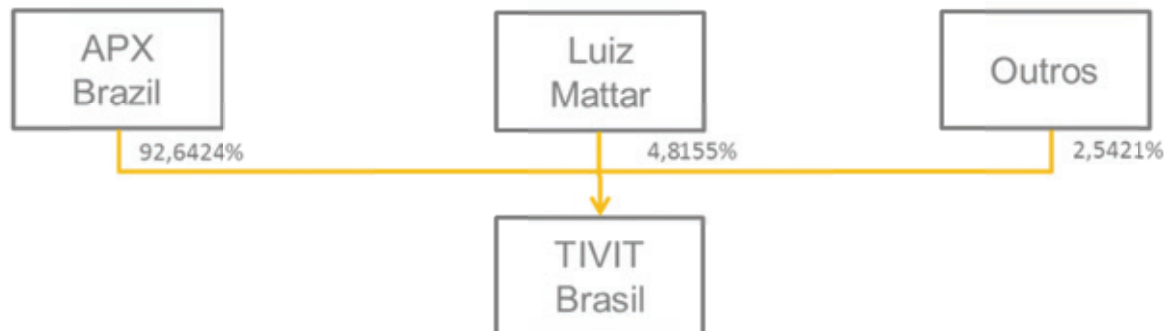 APX
Brazil
Luiz
Mattar
Outros
92,6424%
4,8155%
2,5421%
TIVIT
Brasil